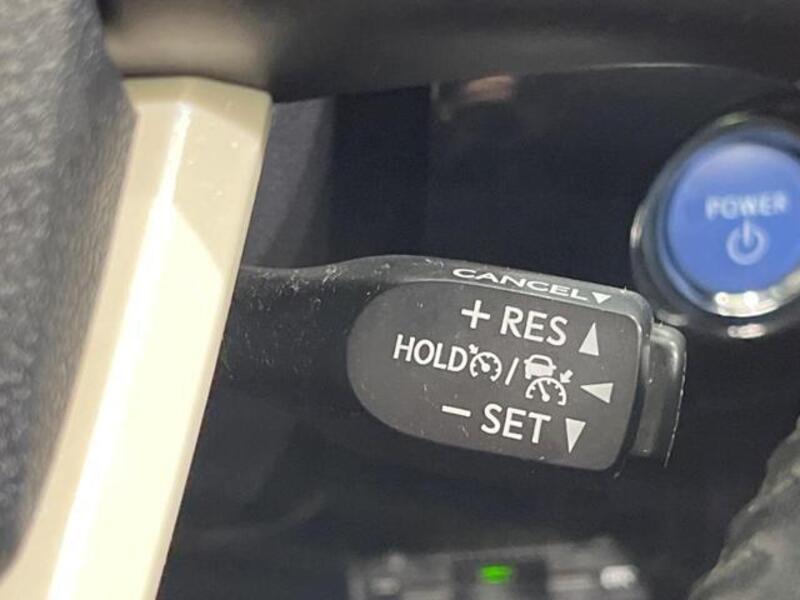 POWER
CANCEL
+ RES
HOLD /
– SET